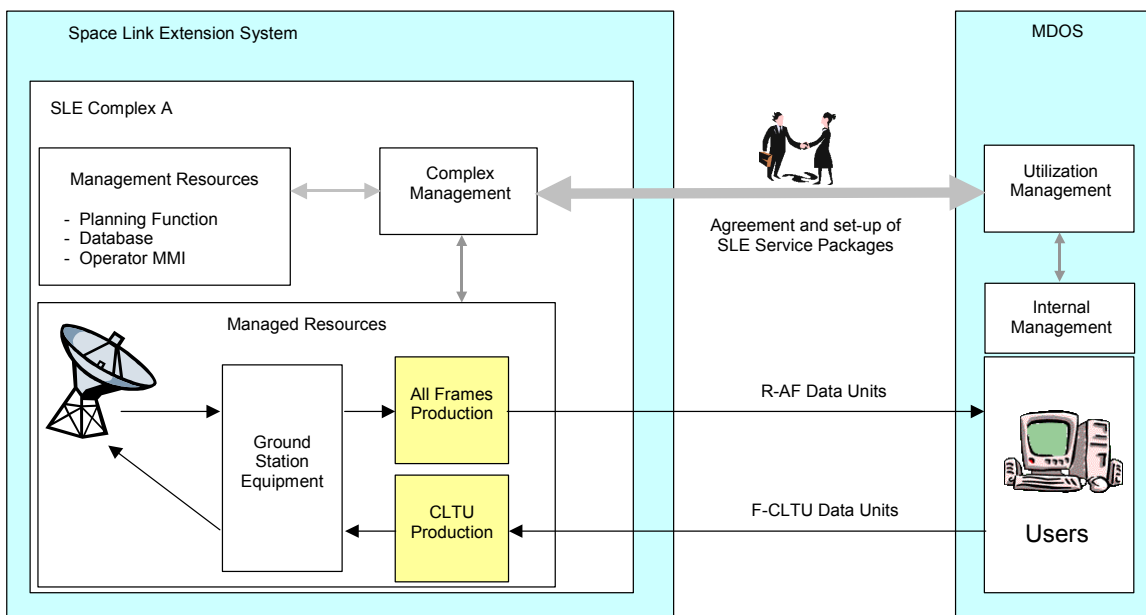 Space Link Extension System
MDOS
SLE Complex A
Management Resources
- Planning Function
- Database
- Operator MMI
Complex
Management
Agreement and set-up of
SLE Service Packages
Utilization
Management
Internal
Management
Managed Resources
Ground
Station
Equipment
All Frames
Production
CLTU
Production
R-AF Data Units
F-CLTU Data Units
Users